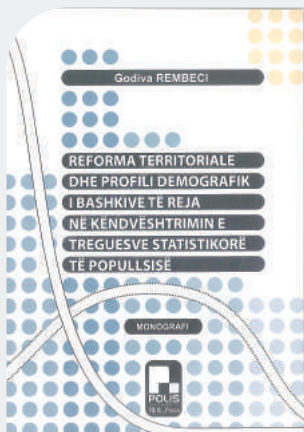 Godiva REMBECI
REFORMA TERRITORIALE
DHE PROFILI DEMOGRAFIK
I BASHKIVE TË REJA
NË KËNDVËSHTRIMIN E
TREGUESVE STATISTIKORË
TË POPULLSISË
MONOGRAFI
POLIS